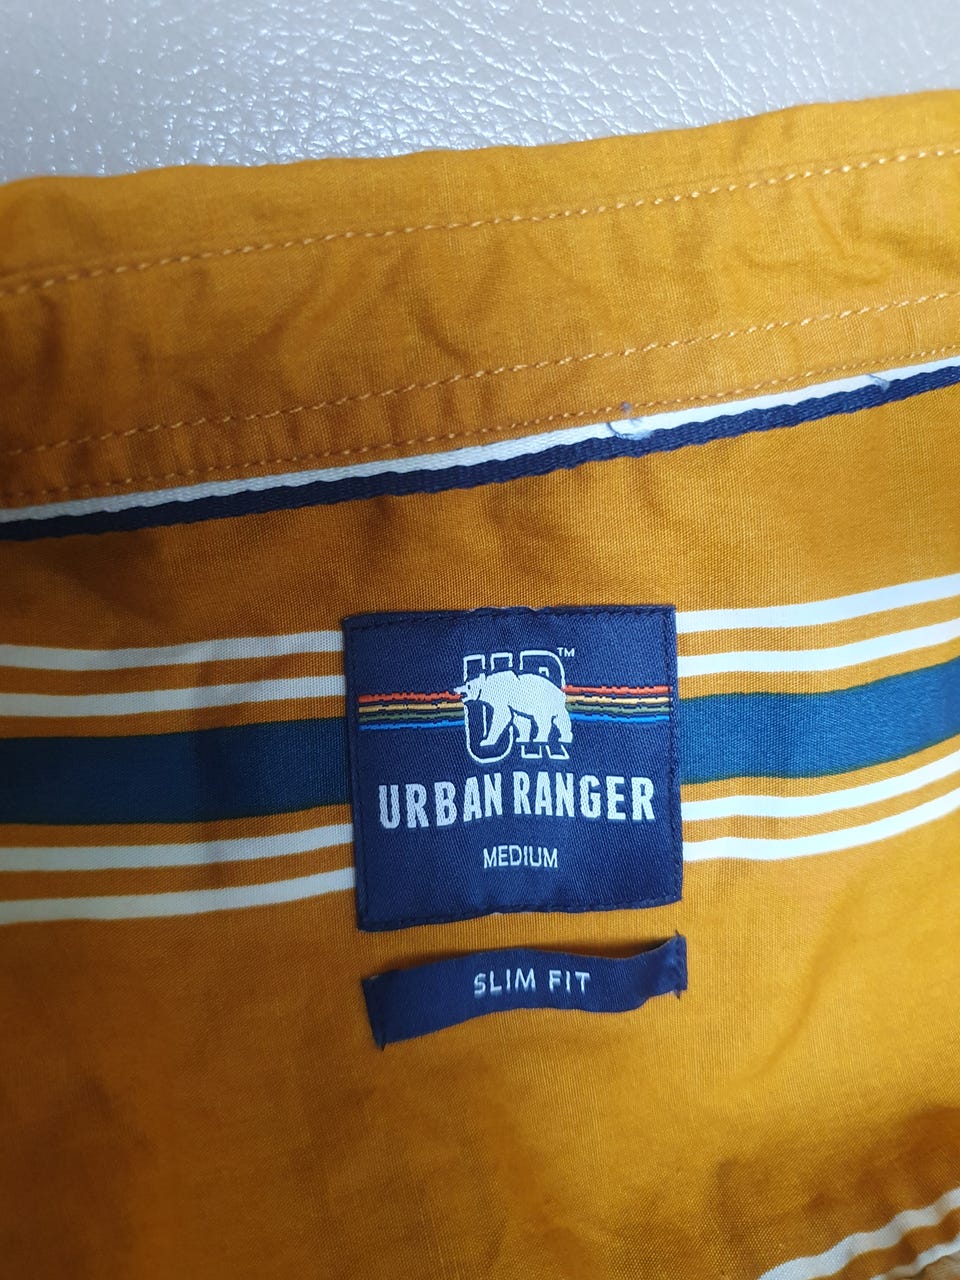 UR™
URBAN RANGER
MEDIUM
SLIM FIT